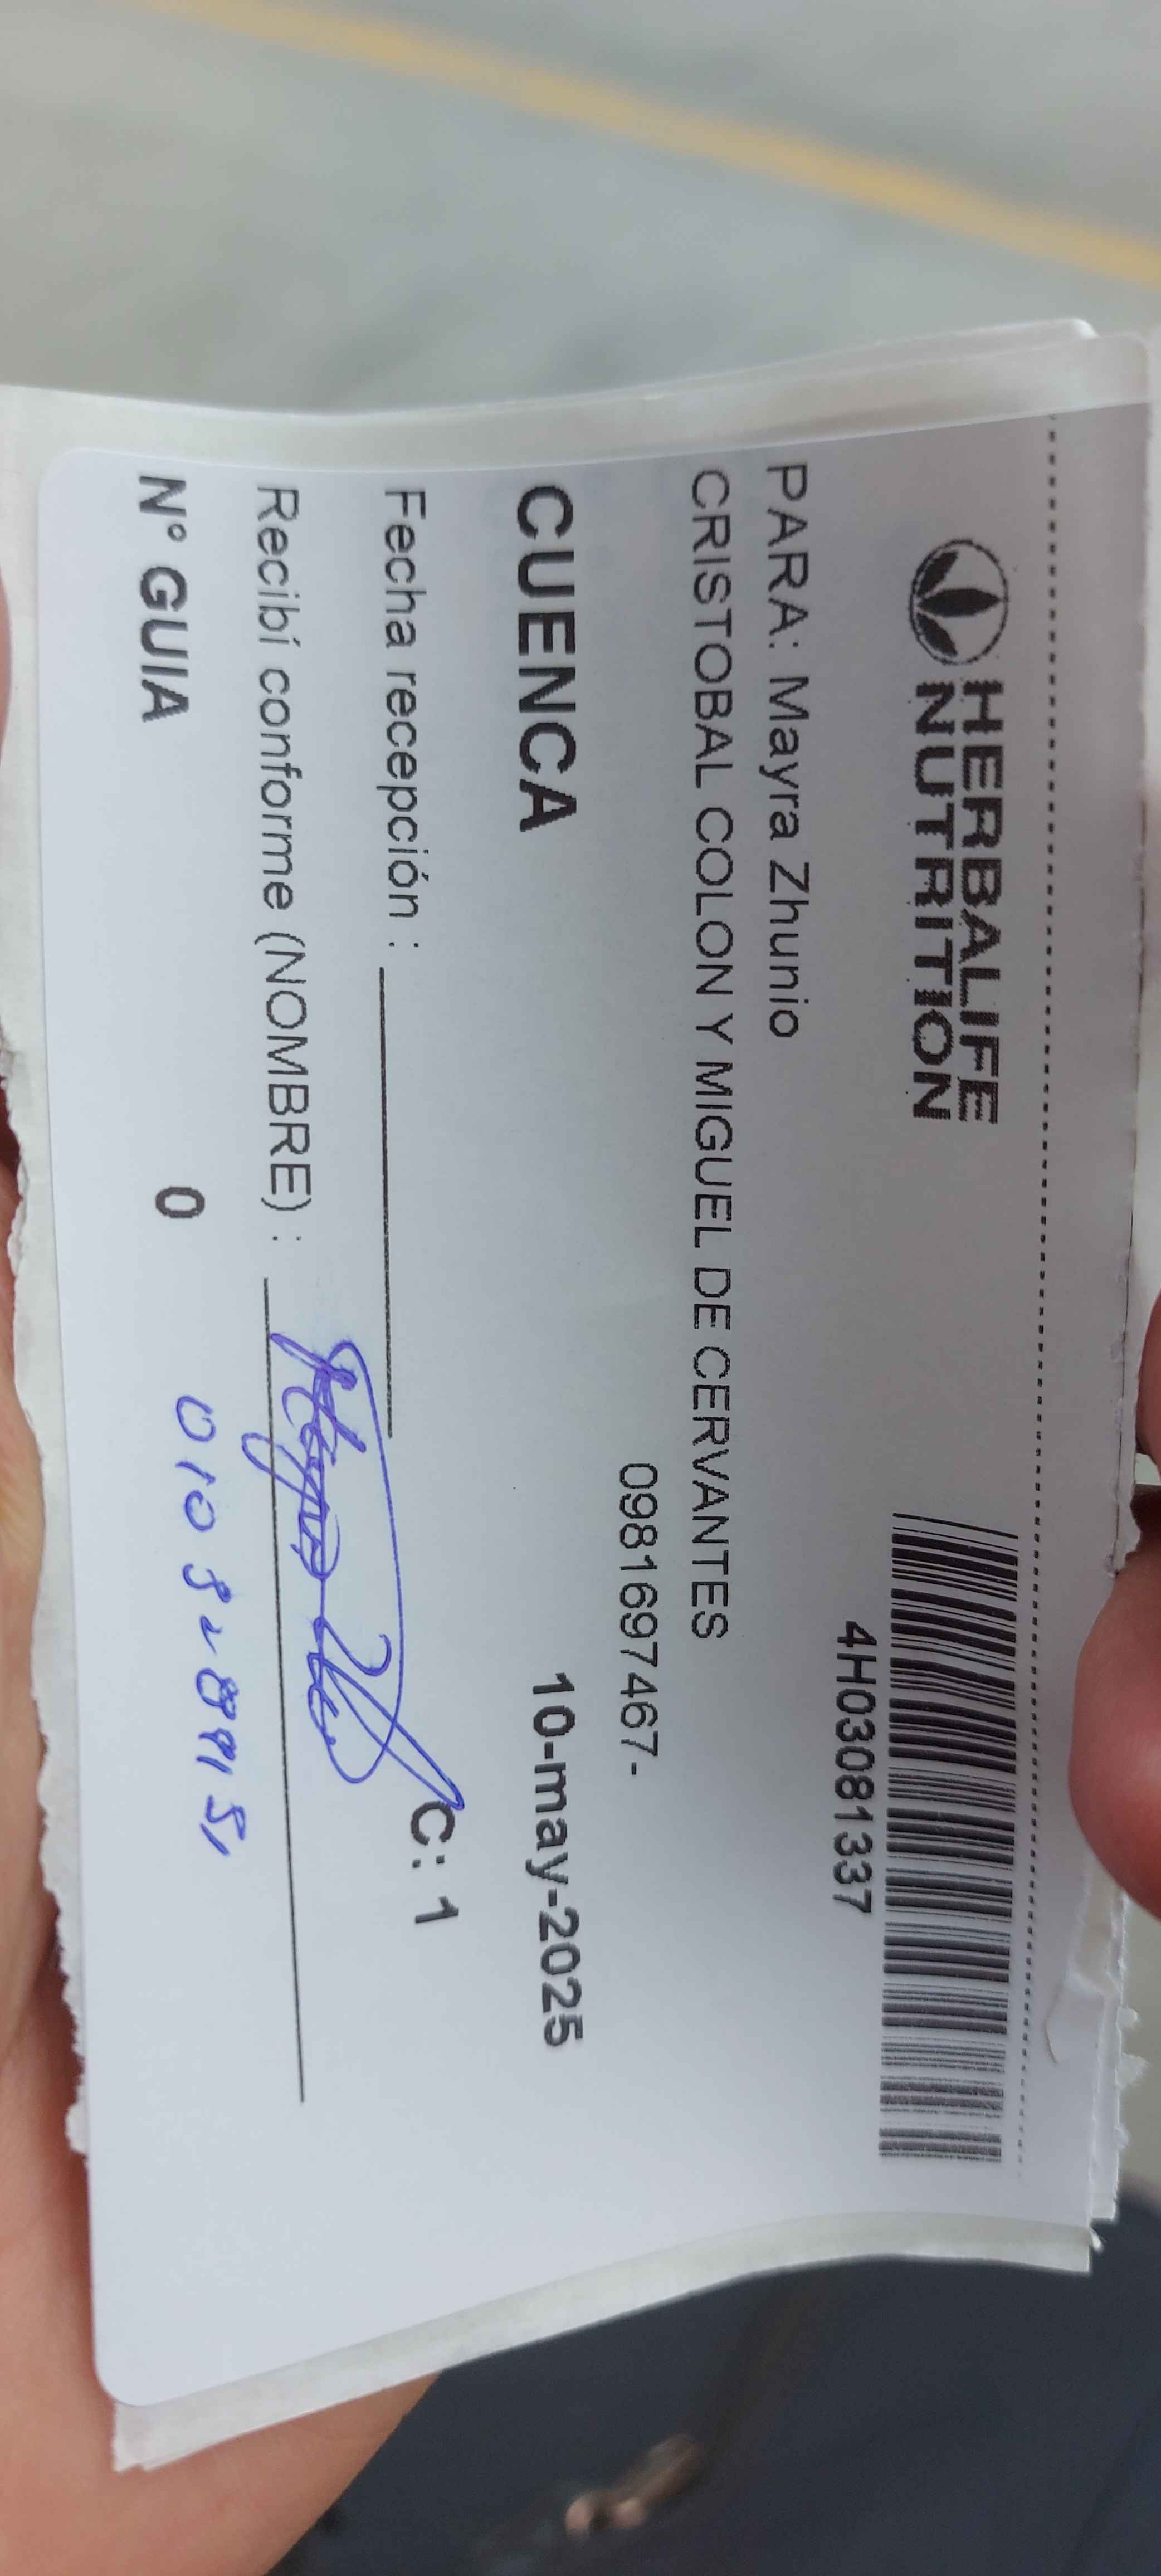 HERBALIFE
NUTRITION
4H03081337
PARA: Mayra Zhunio
CRISTOBAL COLON Y MIGUEL DE CERVANTES
0981697467-
CUENCA 10-may-2025
Fecha recepción :
C: 1
Recibí conforme (NOMBRE) :
N° GUIA 0